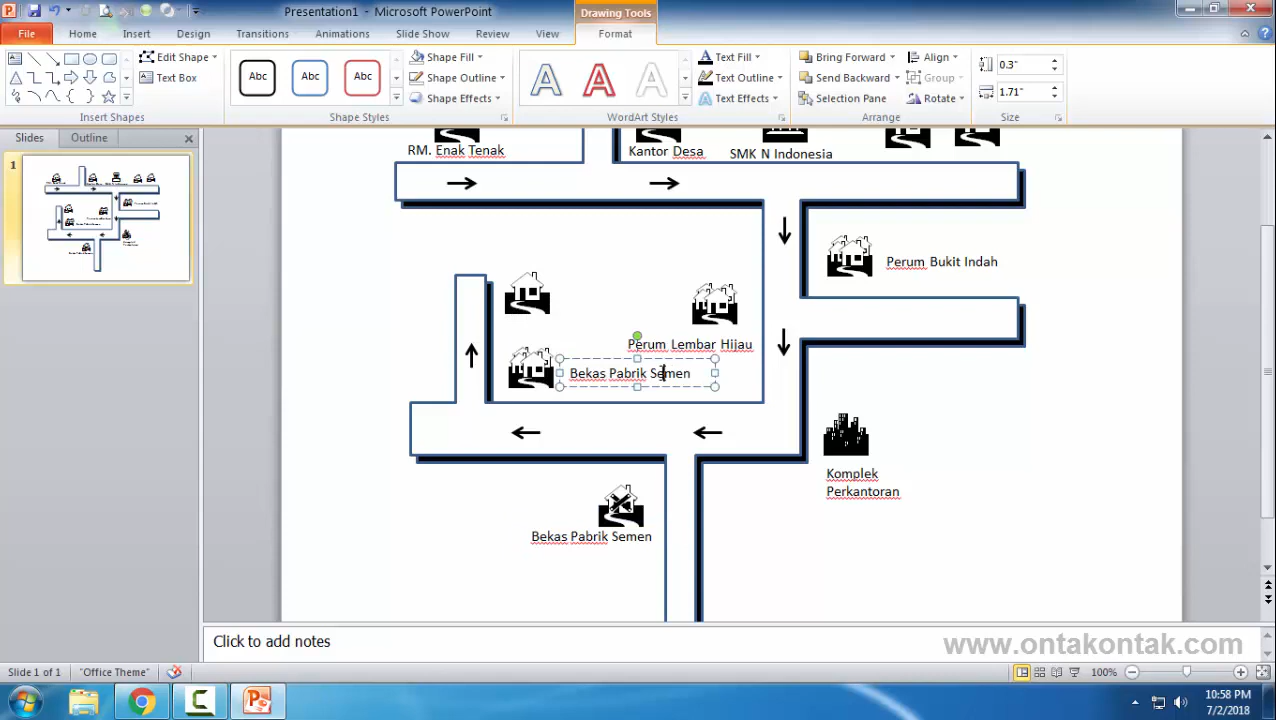 Presentation1 - Microsoft PowerPoint
Drawing Tools
File Home Insert Design Transitions Animations Slide Show Review View Format
Edit Shape
Text Box
Insert Shapes
Abc Abc Abc
Shape Fill
Shape Outline
Shape Effects
Shape Styles
A A A
Text Fill
Text Outline
Text Effects
WordArt Styles
Bring Forward
Send Backward
Selection Pane
Align
Group
Rotate
Arrange
0.3"
1.71"
Size
Slides Outline
1
RM. Enak Tenak
Kantor Desa
SMK N Indonesia
Perum Bukit Indah
Perum Lembar Hijau
Bekas Pabrik Semen
Komplek
Perkantoran
Bekas Pabrik Semen
Click to add notes
www.ontakontak.com
Slide 1 of 1 "Office Theme" 100%
10:58 PM
7/2/2018